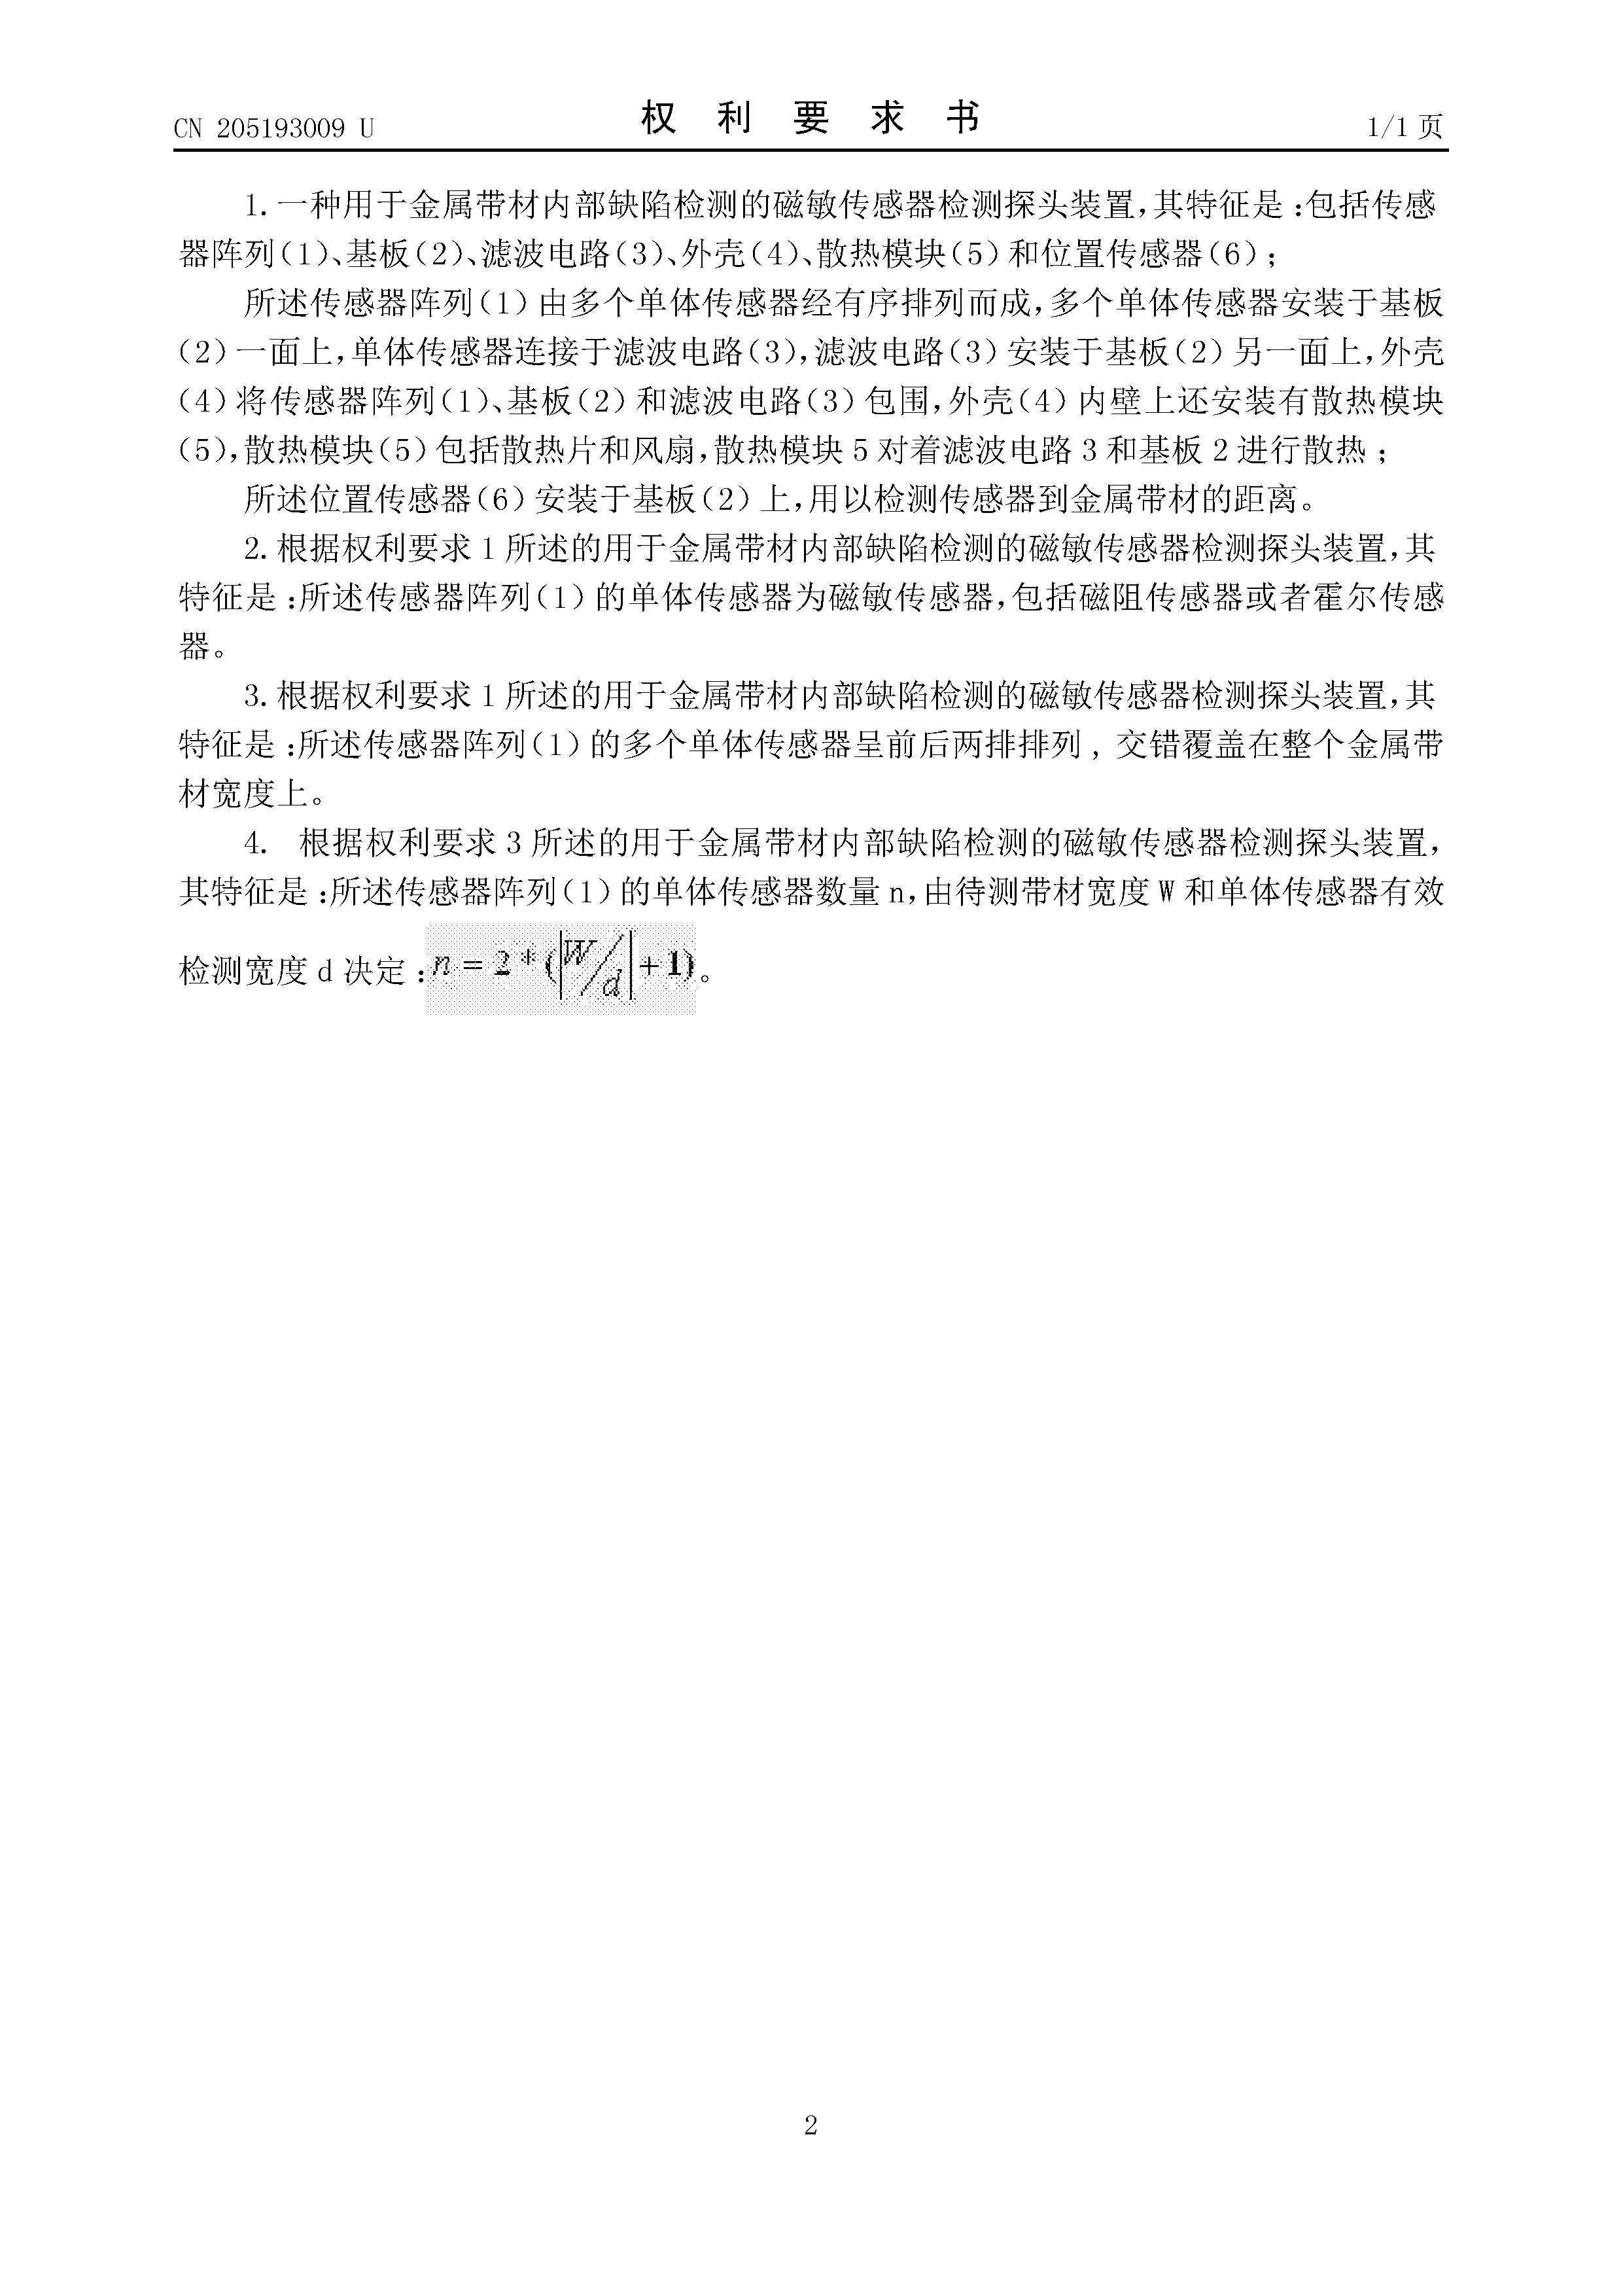 CN 205193009 U
权利要求书
1/1 页
1. 一种用于金属带材内部缺陷检测的磁敏传感器检测探头装置,其特征是:包括传感
器阵列(1)、基板(2)、滤波电路(3)、外壳(4)、散热模块(5)和位置传感器(6);
所述传感器阵列(1)由多个单体传感器经有序排列而成,多个单体传感器安装于基板
(2)一面上,单体传感器连接于滤波电路(3),滤波电路(3)安装于基板(2)另一面上,外壳
(4)将传感器阵列(1)、基板(2)和滤波电路(3)包围,外壳(4)内壁上还安装有散热模块
(5),散热模块(5)包括散热片和风扇,散热模块 5 对着滤波电路 3 和基板 2 进行散热;
所述位置传感器(6)安装于基板(2)上,用以检测传感器到金属带材的距离。
2. 根据权利要求 1 所述的用于金属带材内部缺陷检测的磁敏传感器检测探头装置,其
特征是:所述传感器阵列(1)的单体传感器为磁敏传感器,包括磁阻传感器或者霍尔传感
器。
3. 根据权利要求 1 所述的用于金属带材内部缺陷检测的磁敏传感器检测探头装置,其
特征是:所述传感器阵列(1)的多个单体传感器呈前后两排排列, 交错覆盖在整个金属带
材宽度上。
4. 根据权利要求 3 所述的用于金属带材内部缺陷检测的磁敏传感器检测探头装置,
其特征是:所述传感器阵列(1)的单体传感器数量 n,由待测带材宽度 W 和单体传感器有效
检测宽度 d 决定:n = 2*(|W/d|+1)。
2